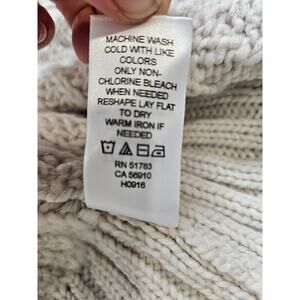 MACHINE WASH
COLD WITH LIKE
COLORS
ONLY NON-
CHLORINE BLEACH
WHEN NEEDED
RESHAPE LAY FLAT
TO DRY
WARM IRON IF
NEEDED
RN 51783
CA 56910
H0916